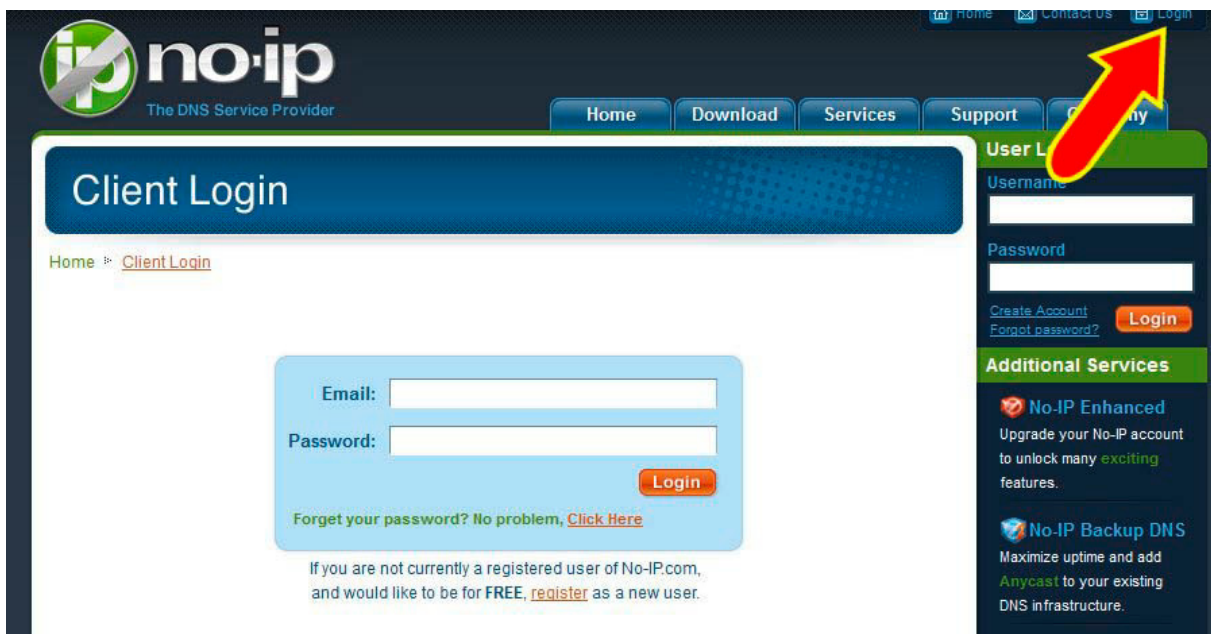 Home Contact Us Login
ip no·ip
The DNS Service Provider
Home Download Services Support
User
Client Login
Username
Password
Home Client Login
Create Account
Forgot password?
Login
Additional Services
Email:
Password:
Login
Forget your password? No problem, Click Here
If you are not currently a registered user of No-IP.com,
and would like to be for FREE, register as a new user.
No-IP Enhanced
Upgrade your No-IP account
to unlock many exciting
features.
No-IP Backup DNS
Maximize uptime and add
Anycast to your existing
DNS infrastructure.